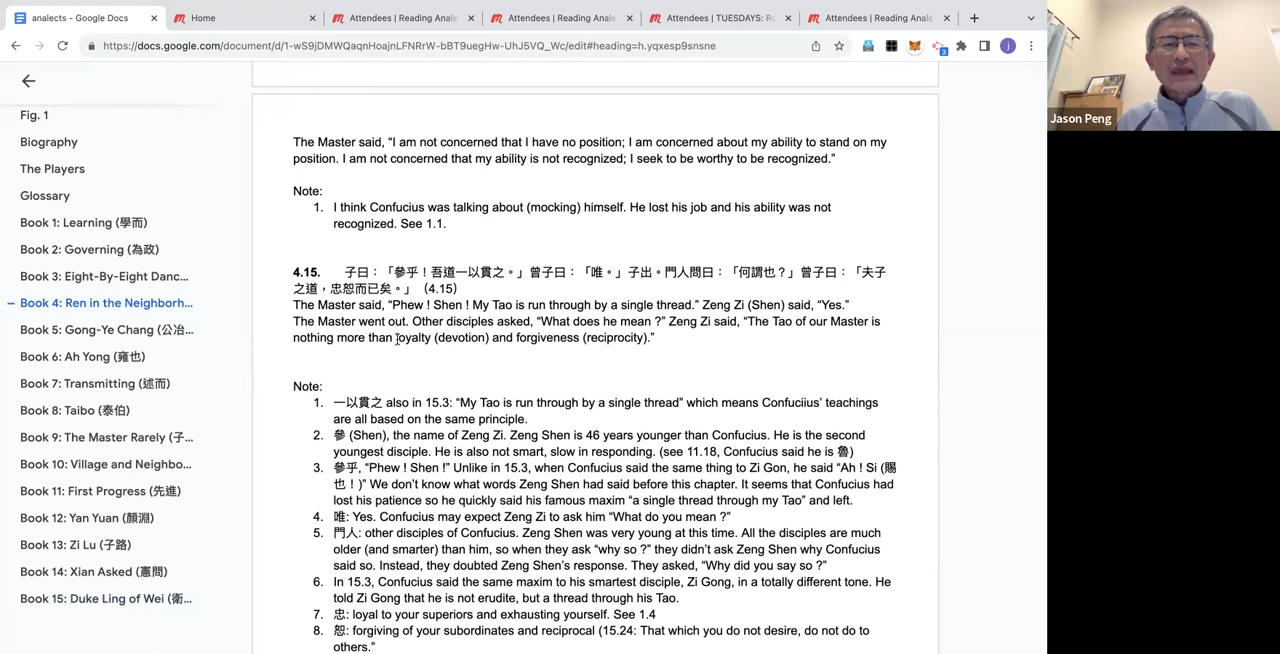 analects - Google Docs
Home
Attendees | Reading Anale
Attendees | Reading Anale
Attendees | TUESDAYS: R
Attendees | Reading Anale
https://docs.google.com/document/d/1-wS9jDMWQaqnHoajnLFNRrW-bBT9uegHw-UhJ5VQ_Wc/edit#heading=h.yqxesp9snsne
3
j
Jason Peng
Fig. 1
Biography
The Players
Glossary
Book 1: Learning (學而)
Book 2: Governing (為政)
Book 3: Eight-By-Eight Danc...
Book 4: Ren in the Neighborh...
Book 5: Gong-Ye Chang (公冶...
Book 6: Ah Yong (雍也)
Book 7: Transmitting (述而)
Book 8: Taibo (泰伯)
Book 9: The Master Rarely (子...
Book 10: Village and Neighbo...
Book 11: First Progress (先進)
Book 12: Yan Yuan (顏淵)
Book 13: Zi Lu (子路)
Book 14: Xian Asked (憲問)
Book 15: Duke Ling of Wei (衛...
The Master said, “I am not concerned that I have no position; I am concerned about my ability to stand on my
position. I am not concerned that my ability is not recognized; I seek to be worthy to be recognized.”
Note:
1. I think Confucius was talking about (mocking) himself. He lost his job and his ability was not
recognized. See 1.1.
4.15. 子曰：「參乎！吾道一以貫之。」曾子曰：「唯。」子出。門人問曰：「何謂也？」曾子曰：「夫子
之道，忠恕而已矣。」（4.15）
The Master said, “Phew ! Shen ! My Tao is run through by a single thread.” Zeng Zi (Shen) said, “Yes.”
The Master went out. Other disciples asked, “What does he mean ?” Zeng Zi said, “The Tao of our Master is
nothing more than loyalty (devotion) and forgiveness (reciprocity).”
Note:
1. 一以貫之 also in 15.3: “My Tao is run through by a single thread” which means Confuciius’ teachings
are all based on the same principle.
2. 參 (Shen), the name of Zeng Zi. Zeng Shen is 46 years younger than Confucius. He is the second
youngest disciple. He is also not smart, slow in responding. (see 11.18, Confucius said he is 魯)
3. 參乎, “Phew ! Shen !” Unlike in 15.3, when Confucius said the same thing to Zi Gon, he said “Ah ! Si (賜
也！)” We don’t know what words Zeng Shen had said before this chapter. It seems that Confucius had
lost his patience so he quickly said his famous maxim “a single thread through my Tao” and left.
4. 唯: Yes. Confucius may expect Zeng Zi to ask him “What do you mean ?”
5. 門人: other disciples of Confucius. Zeng Shen was very young at this time. All the disciples are much
older (and smarter) than him, so when they ask “why so ?” they didn’t ask Zeng Shen why Confucius
said so. Instead, they doubted Zeng Shen’s response. They asked, “Why did you say so ?”
6. In 15.3, Confucius said the same maxim to his smartest disciple, Zi Gong, in a totally different tone. He
told Zi Gong that he is not erudite, but a thread through his Tao.
7. 忠: loyal to your superiors and exhausting yourself. See 1.4
8. 恕: forgiving of your subordinates and reciprocal (15.24: That which you do not desire, do not do to
others.”